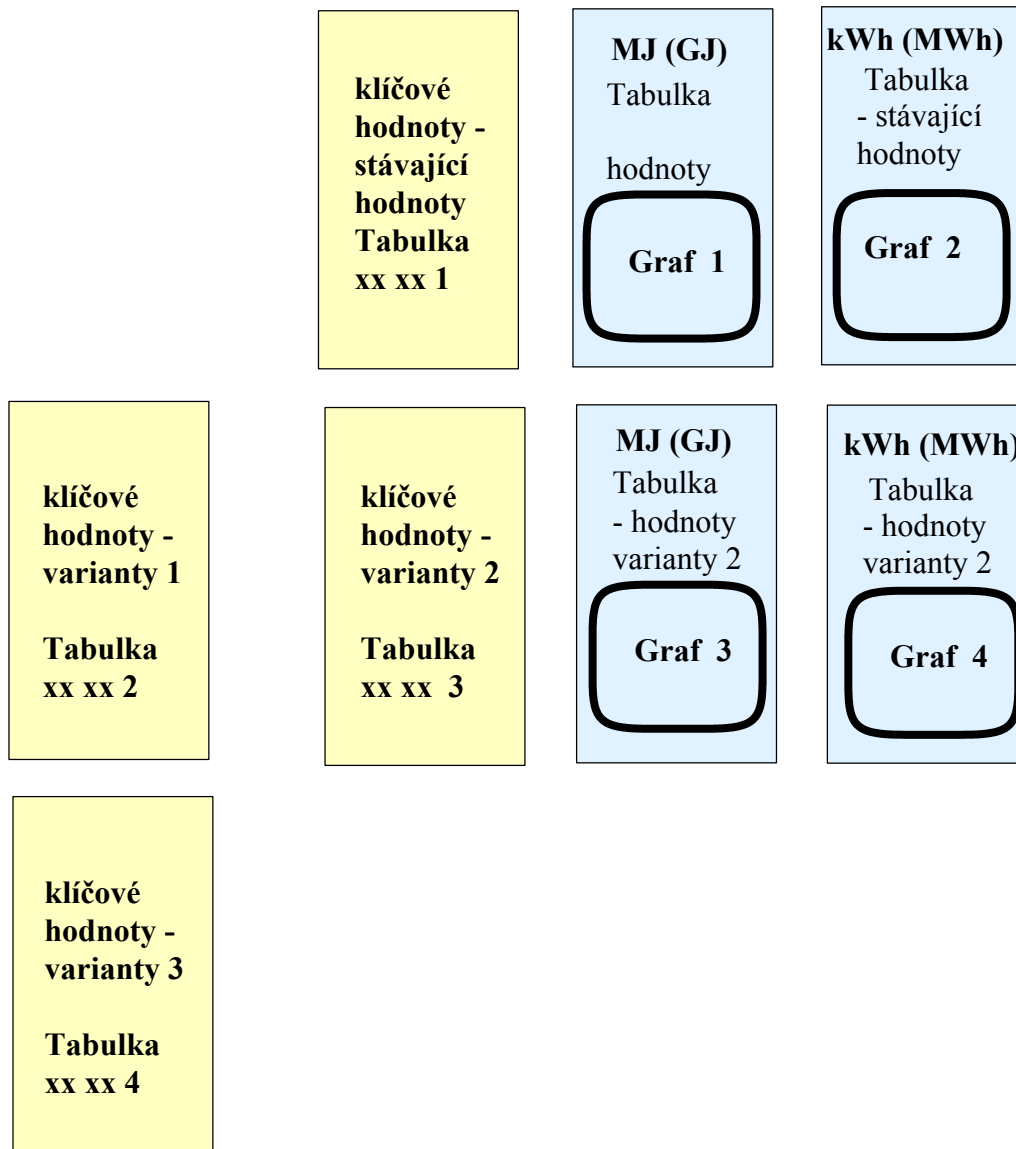 klíčové
hodnoty -
stávající
hodnoty
Tabulka
xx xx 1
MJ (GJ)
Tabulka
hodnoty
Graf  1
kWh (MWh)
Tabulka
- stávající
hodnoty
Graf  2
klíčové
hodnoty -
varianty 1
Tabulka
xx xx 2
klíčové
hodnoty -
varianty 2
Tabulka
xx xx  3
MJ (GJ)
Tabulka
- hodnoty
varianty 2
Graf  3
kWh (MWh)
Tabulka
- hodnoty
varianty 2
Graf  4
klíčové
hodnoty -
varianty 3
Tabulka
xx xx 4